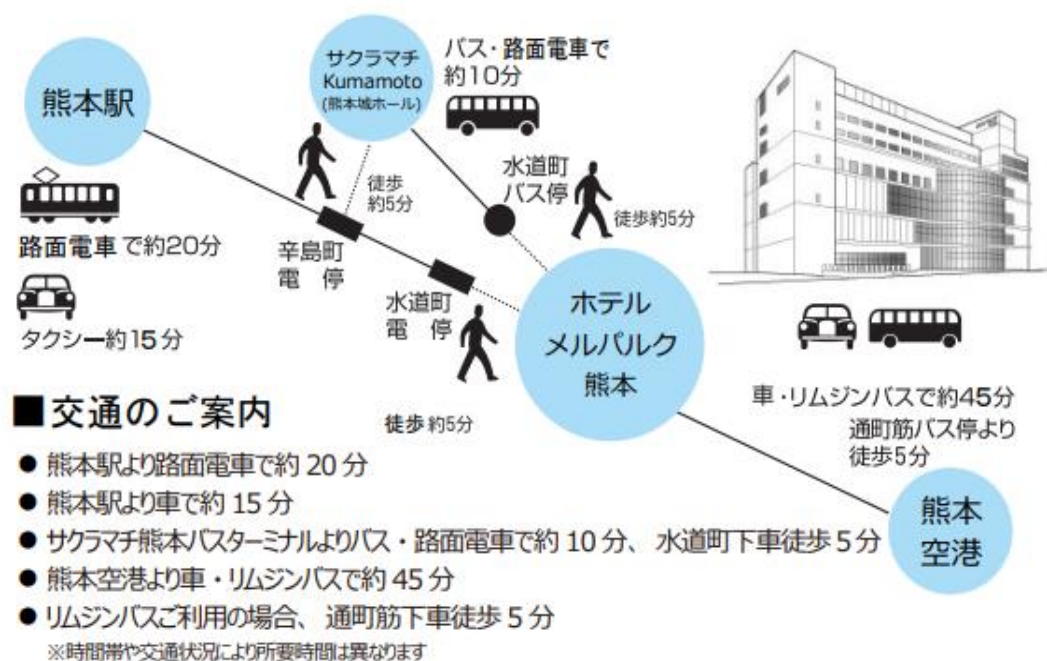 熊本駅
サクラマチ
Kumamoto
(熊本城ホール)
バス・路面電車で
約10分
水道町
バス停
徒歩
約5分
徒歩約5分
路面電車で約20分
辛島町
電停
水道町
電停
タクシー約15分
ホテル
メルパルク
熊本
徒歩約5分
車・リムジンバスで約45分
通町筋バス停より
徒歩5分
熊本
空港
■交通のご案内
● 熊本駅より路面電車で約 20 分
● 熊本駅より車で約 15 分
● サクラマチ熊本バスターミナルよりバス・路面電車で約 10 分、水道町下車徒歩 5 分
● 熊本空港より車・リムジンバスで約 45 分
● リムジンバスご利用の場合、通町筋下車徒歩 5 分
※時間帯や交通状況により所要時間は異なります